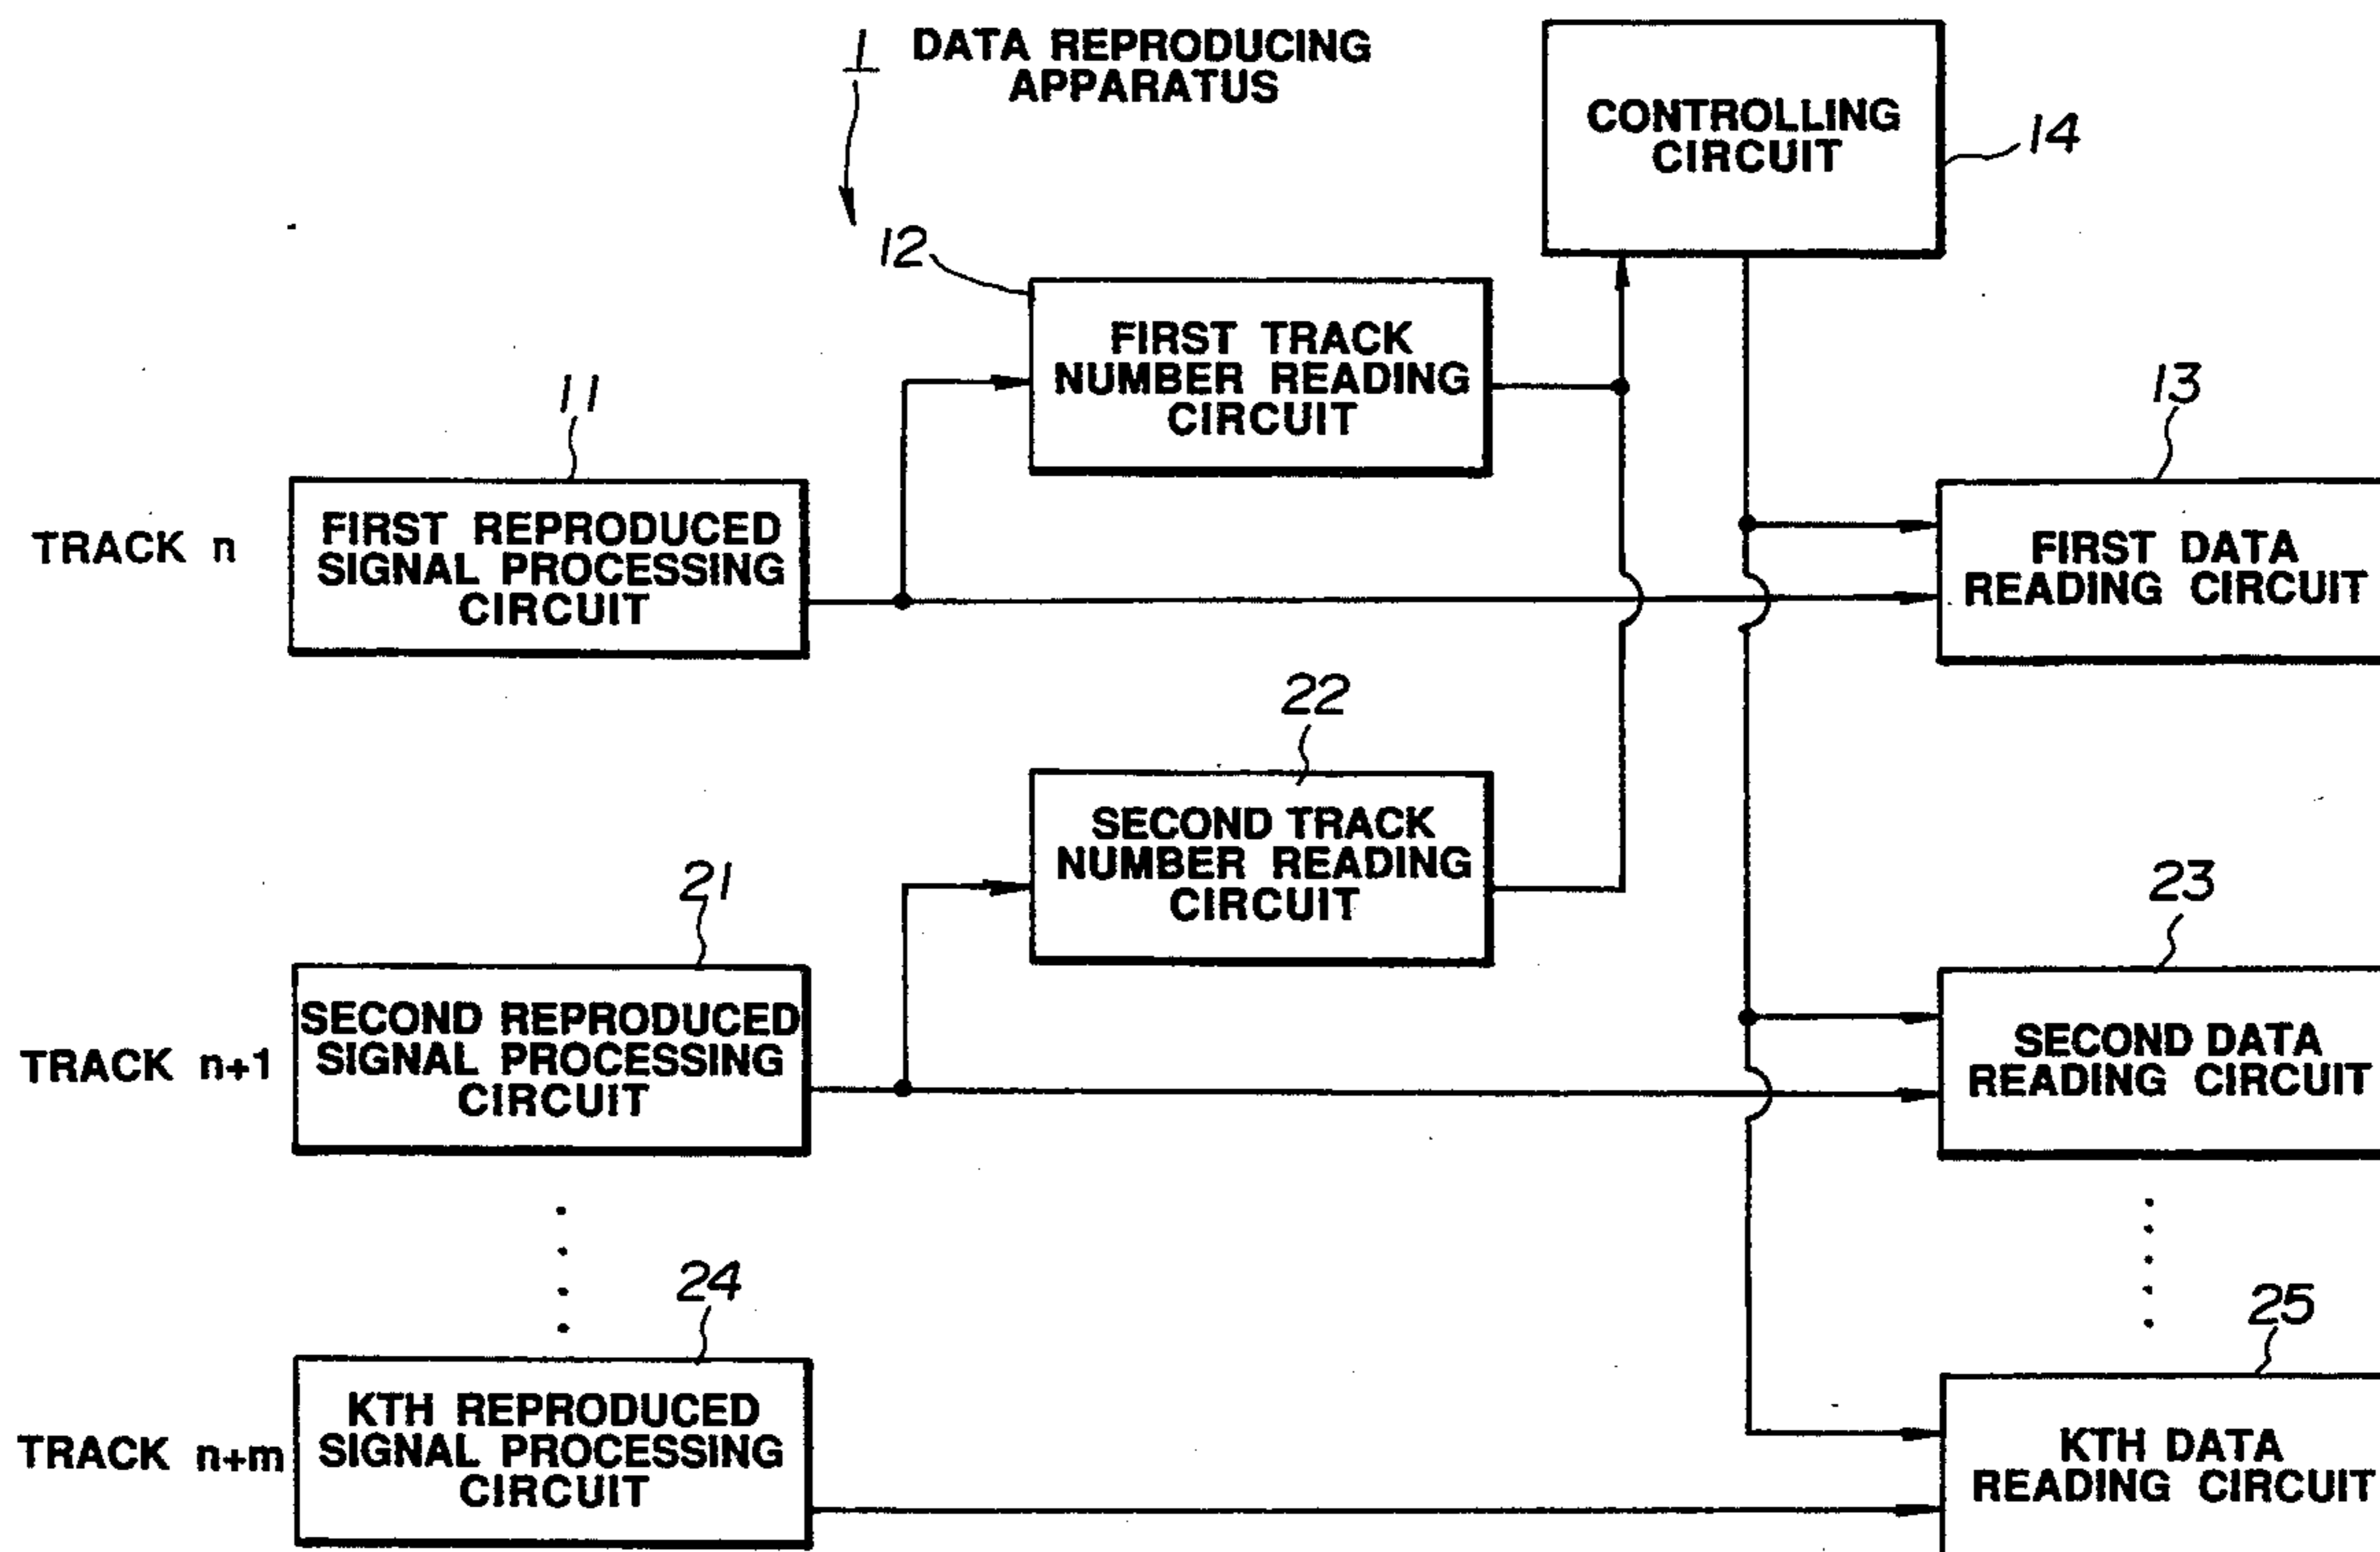 1 DATA REPRODUCING
APPARATUS
CONTROLLING
CIRCUIT
14
12
FIRST TRACK
NUMBER READING
CIRCUIT
11
13
TRACK n
FIRST REPRODUCED
SIGNAL PROCESSING
CIRCUIT
FIRST DATA
READING CIRCUIT
22
SECOND TRACK
NUMBER READING
CIRCUIT
21
23
TRACK n+1
SECOND REPRODUCED
SIGNAL PROCESSING
CIRCUIT
SECOND DATA
READING CIRCUIT
24
25
TRACK n+m
KTH REPRODUCED
SIGNAL PROCESSING
CIRCUIT
KTH DATA
READING CIRCUIT